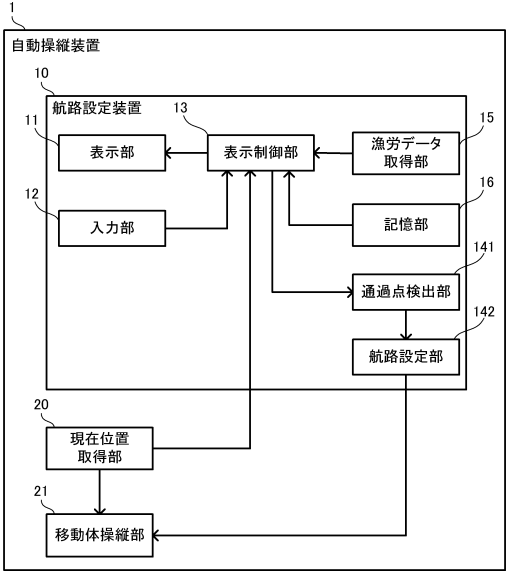 1
自動操縦装置
10
航路設定装置
11
表示部
13
表示制御部
15
漁労データ
取得部
12
入力部
16
記憶部
141
通過点検出部
142
航路設定部
20
現在位置
取得部
21
移動体操縦部